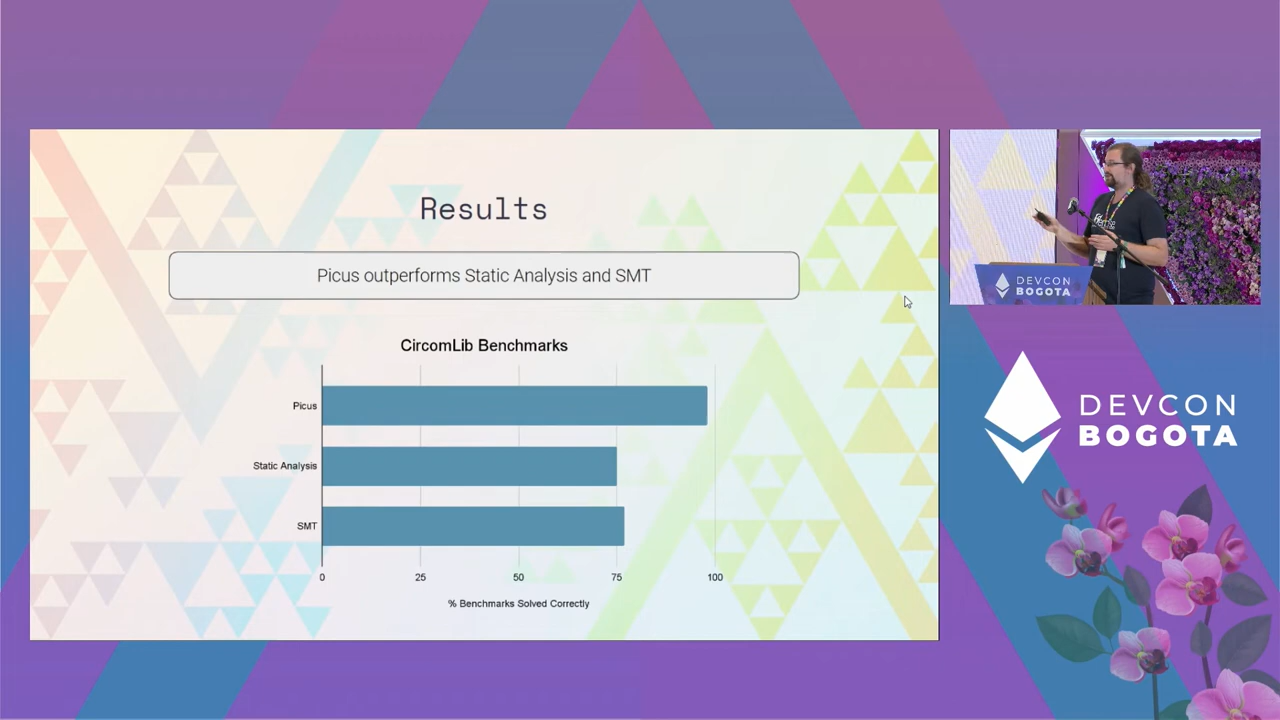 Results
Picus outperforms Static Analysis and SMT
CircomLib Benchmarks
Picus
Static Analysis
SMT
0 25 50 75 100
% Benchmarks Solved Correctly
DEVCON
BOGOTA
DEVCON
BOGOTA